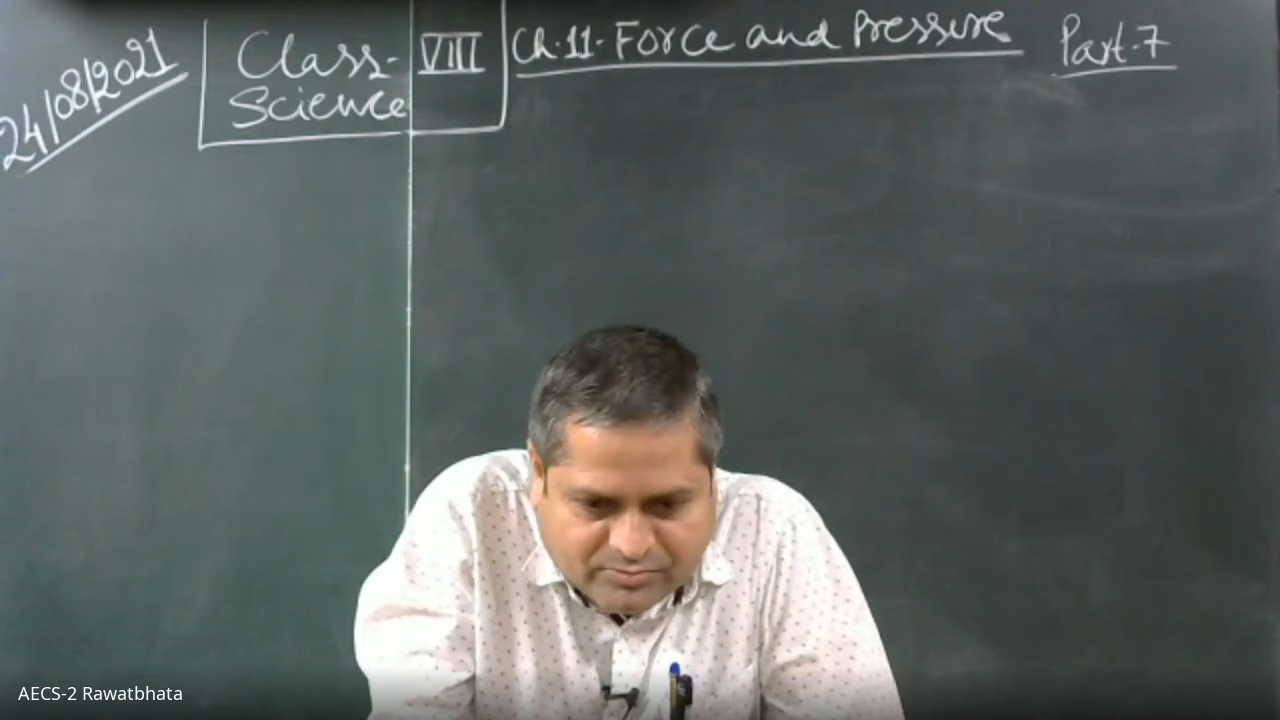 24/08/2021
Class- VIII
Science
Ch.11. Force and Pressure
Part.7
AECS-2 Rawatbhata